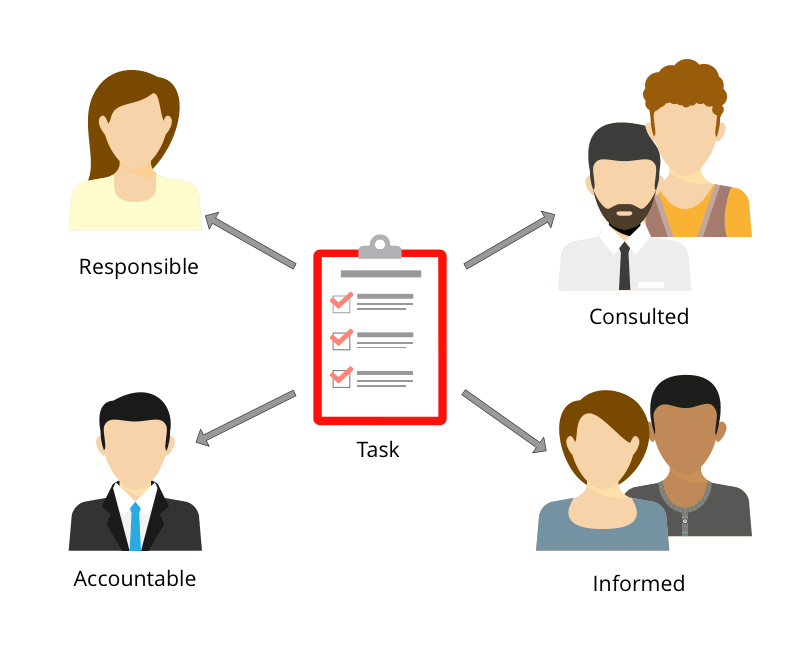 Responsible
Consulted
Task
Accountable
Informed